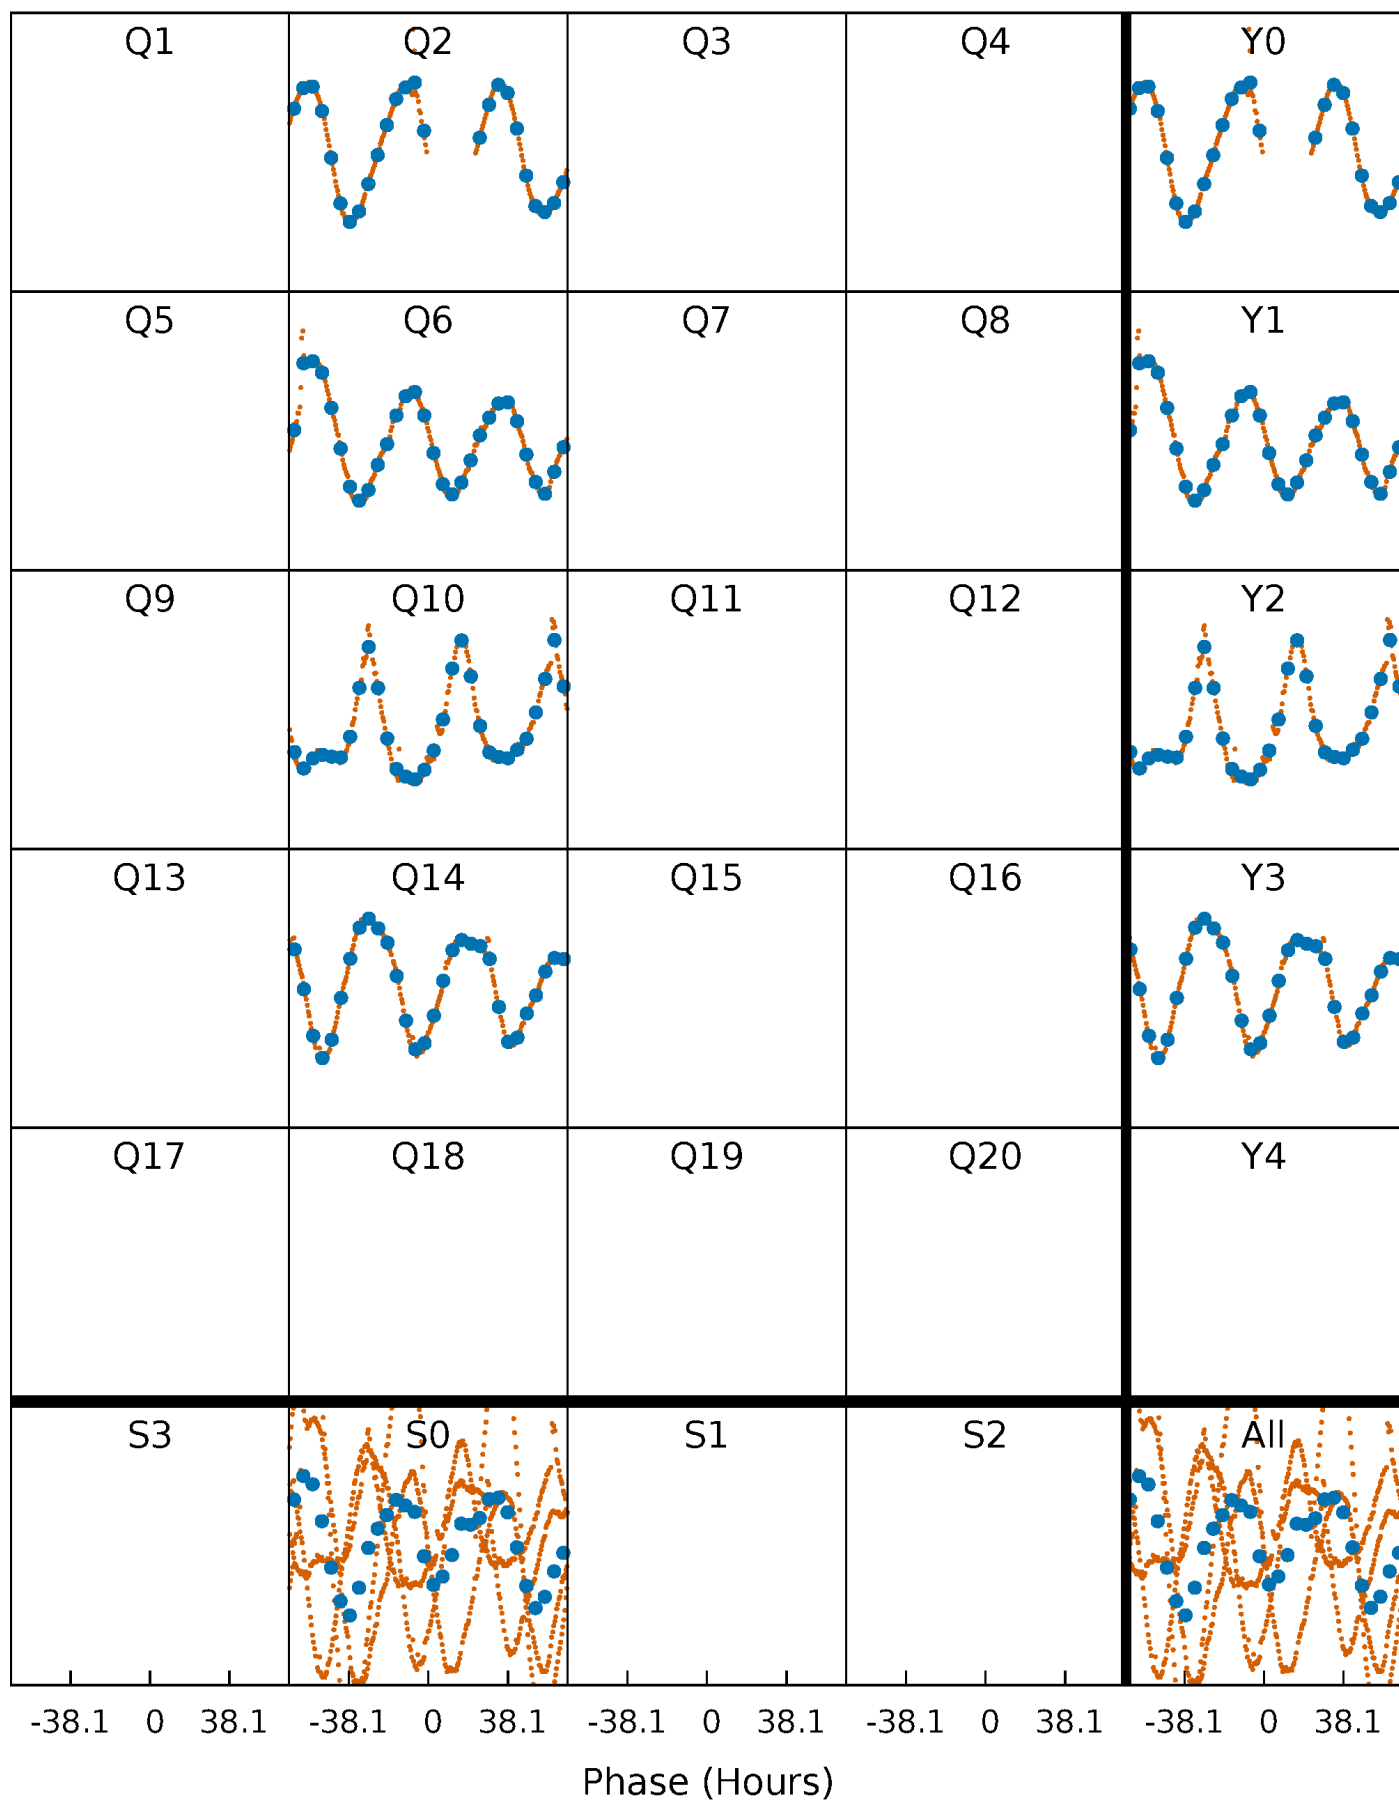 Q1 Q2 Q3 Q4 Y0
Q5 Q6 Q7 Q8 Y1
Q9 Q10 Q11 Q12 Y2
Q13 Q14 Q15 Q16 Y3
Q17 Q18 Q19 Q20 Y4
S3 S0 S1 S2 All
-38.1 0 38.1 -38.1 0 38.1 -38.1 0 38.1 -38.1 0 38.1 -38.1 0 38.1
Phase (Hours)